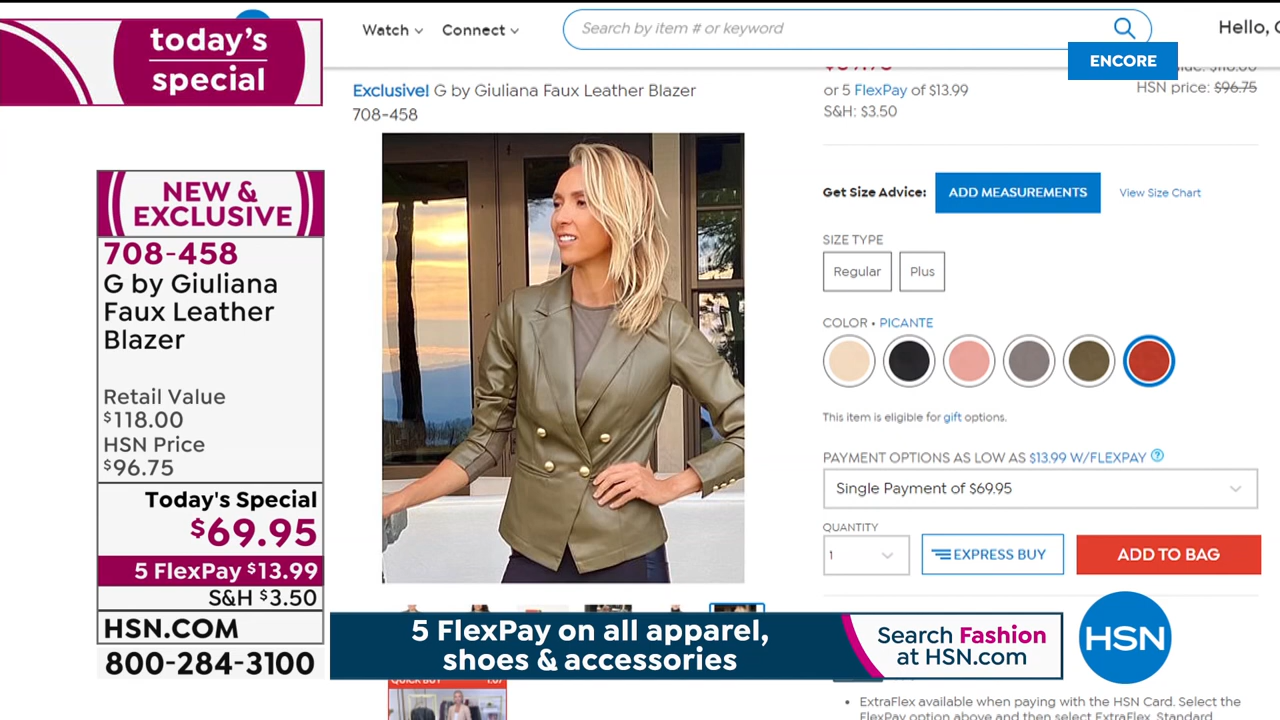 today's
special
NEW &
EXCLUSIVE
708-458
G by Giuliana
Faux Leather
Blazer
Retail Value
$118.00
HSN Price
$96.75
Today's Special
$69.95
5 FlexPay $13.99
S&H $3.50
HSN.COM
800-284-3100
Watch
Connect
Search by item # or keyword
Hello,
ENCORE
Exclusive! G by Giuliana Faux Leather Blazer
708-458
or 5 FlexPay of $13.99
HSN price: $96.75
S&H: $3.50
Get Size Advice:
ADD MEASUREMENTS
View Size Chart
SIZE TYPE
Regular
Plus
COLOR • PICANTE
This item is eligible for gift options.
PAYMENT OPTIONS AS LOW AS $13.99 W/FLEXPAY ?
Single Payment of $69.95
QUANTITY
1
EXPRESS BUY
ADD TO BAG
5 FlexPay on all apparel,
shoes & accessories
Search Fashion
at HSN.com
HSN
• ExtraFlex available when paying with the HSN Card. Select the
FlexPay option above and then select ExtraFlex. Standard